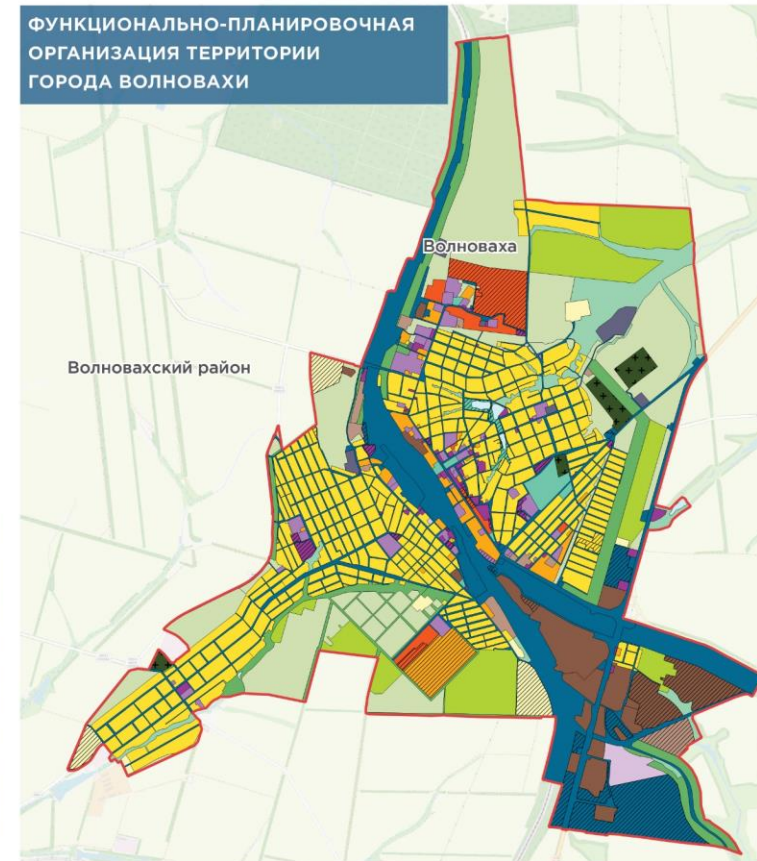 ФУНКЦИОНАЛЬНО-ПЛАНИРОВОЧНАЯ
ОРГАНИЗАЦИЯ ТЕРРИТОРИИ
ГОРОДА ВОЛНОВАХИ
Волноваха
Волновахский район